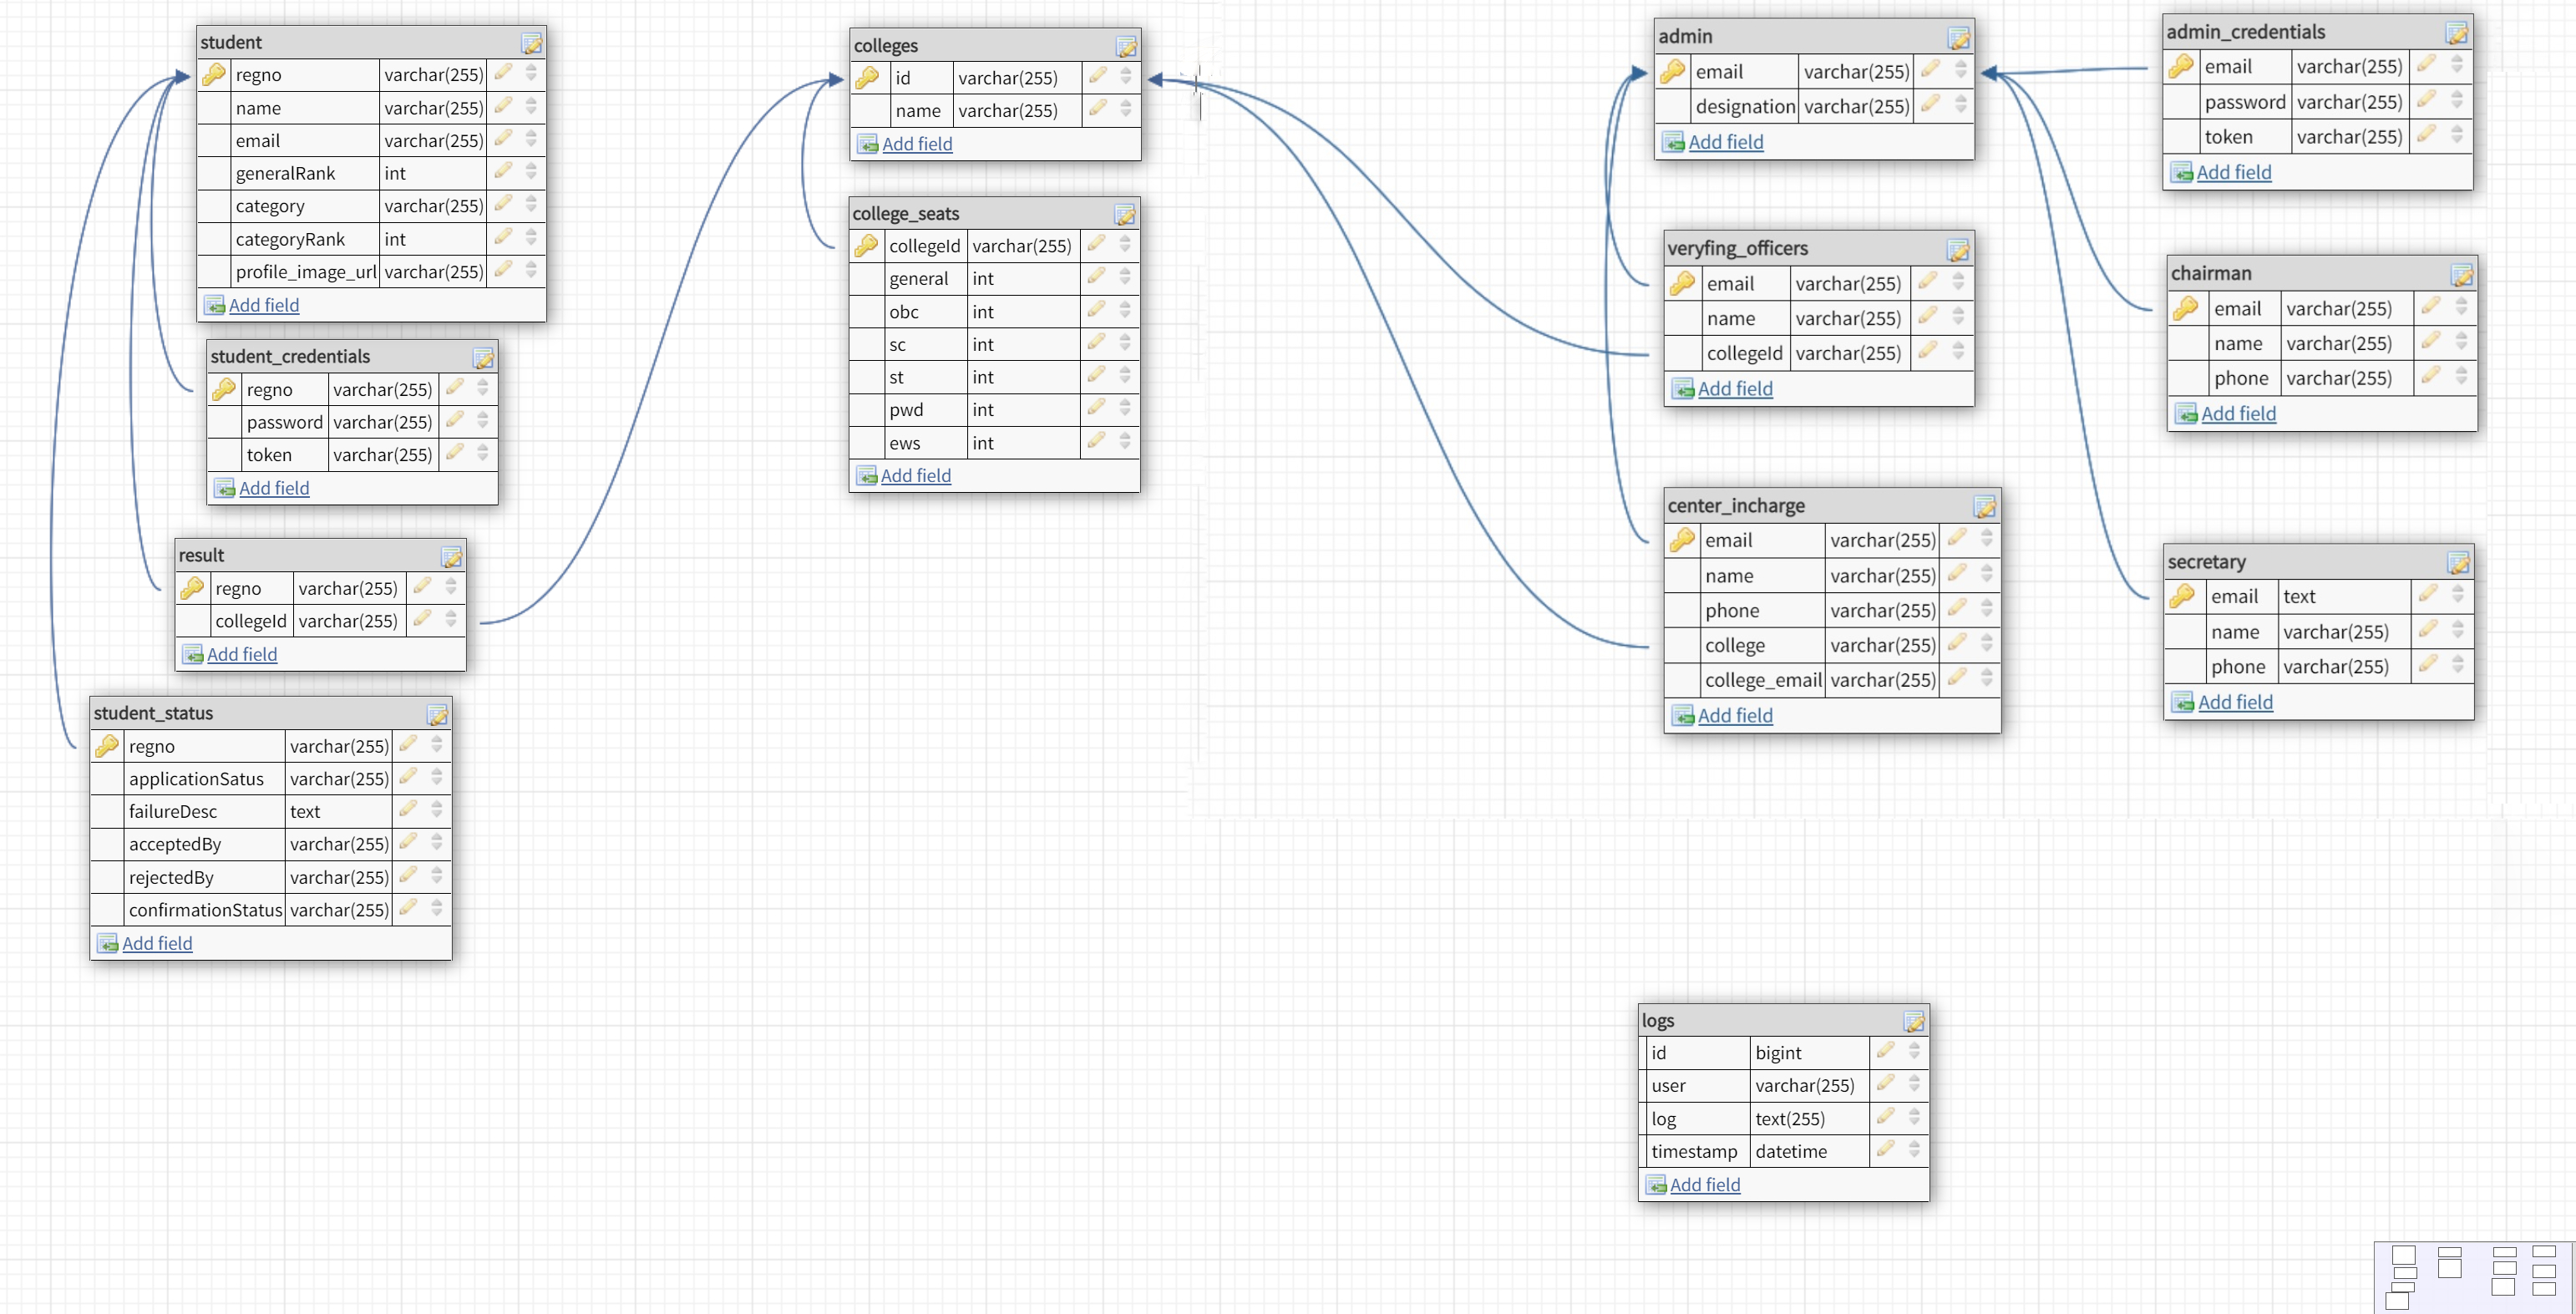 student
regno varchar(255)
name varchar(255)
email varchar(255)
generalRank int
category varchar(255)
categoryRank int
profile_image_url varchar(255)
Add field
student_credentials
regno varchar(255)
password varchar(255)
token varchar(255)
Add field
result
regno varchar(255)
collegeId varchar(255)
Add field
student_status
regno varchar(255)
applicationSatus varchar(255)
failureDesc text
acceptedBy varchar(255)
rejectedBy varchar(255)
confirmationStatus varchar(255)
Add field
colleges
id varchar(255)
name varchar(255)
Add field
college_seats
collegeId varchar(255)
general int
obc int
sc int
st int
pwd int
ews int
Add field
admin
email varchar(255)
designation varchar(255)
Add field
veryfing_officers
email varchar(255)
name varchar(255)
collegeId varchar(255)
Add field
center_incharge
email varchar(255)
name varchar(255)
phone varchar(255)
college varchar(255)
college_email varchar(255)
Add field
admin_credentials
email varchar(255)
password varchar(255)
token varchar(255)
Add field
chairman
email varchar(255)
name varchar(255)
phone varchar(255)
Add field
secretary
email text
name varchar(255)
phone varchar(255)
Add field
logs
id bigint
user varchar(255)
log text(255)
timestamp datetime
Add field